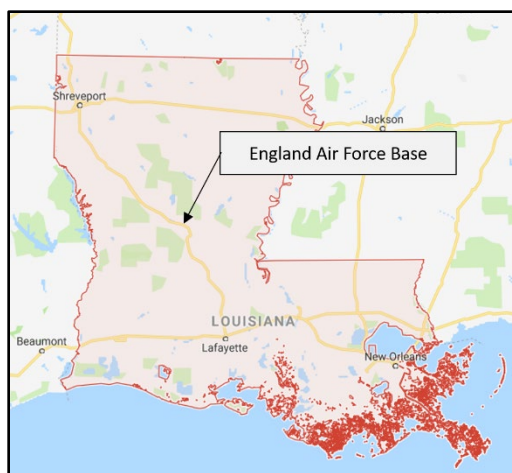 Shreveport
Jackson
England Air Force Base
LOUISIANA
Beaumont
Lafayette
New Orleans